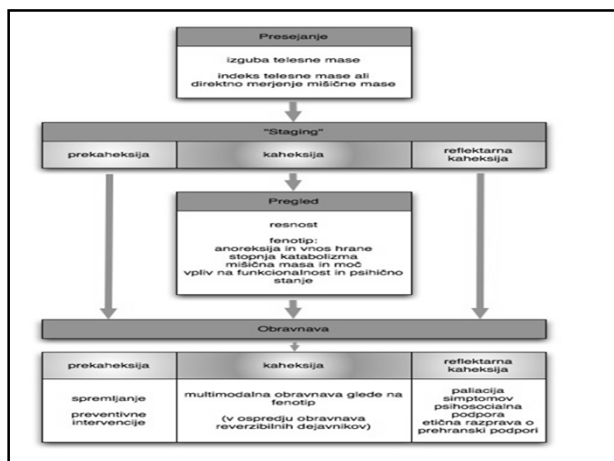 Presejanje
izguba telesne mase
indeks telesne mase ali
direktno merjenje mišične mase
"Staging"
prekaheksija
kaheksija
reflektarna
kaheksija
Pregled
resnost
fenotip:
anoreksija in vnos hrane
stopnja katabolizma
mišična masa in moč
vpliv na funkcionalnost in psihično
stanje
Obravnava
prekaheksija
kaheksija
reflektarna
kaheksija
spremljanje
preventivne
intervencije
multimodalna obravnava glede na
fenotip
(v ospredju obravnava
reverzibilnih dejavnikov)
paliacija
simptomov
psihosocialna
podpora
etična razprava o
prehranski podpori